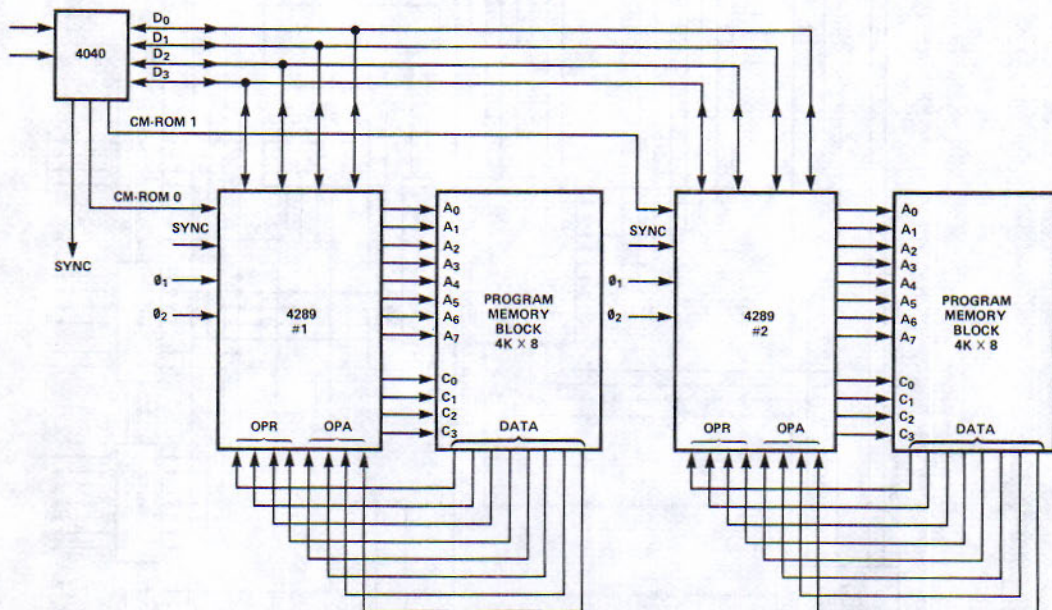 4040
D0
D1
D2
D3
CM-ROM 1
CM-ROM 0
SYNC
SYNC
ø1
ø2
4289
#1
OPR
OPA
A0
A1
A2
A3
A4
A5
A6
A7
C0
C1
C2
C3
PROGRAM
MEMORY
BLOCK
4K X 8
DATA
SYNC
ø1
ø2
4289
#2
OPR
OPA
A0
A1
A2
A3
A4
A5
A6
A7
C0
C1
C2
C3
PROGRAM
MEMORY
BLOCK
4K X 8
DATA